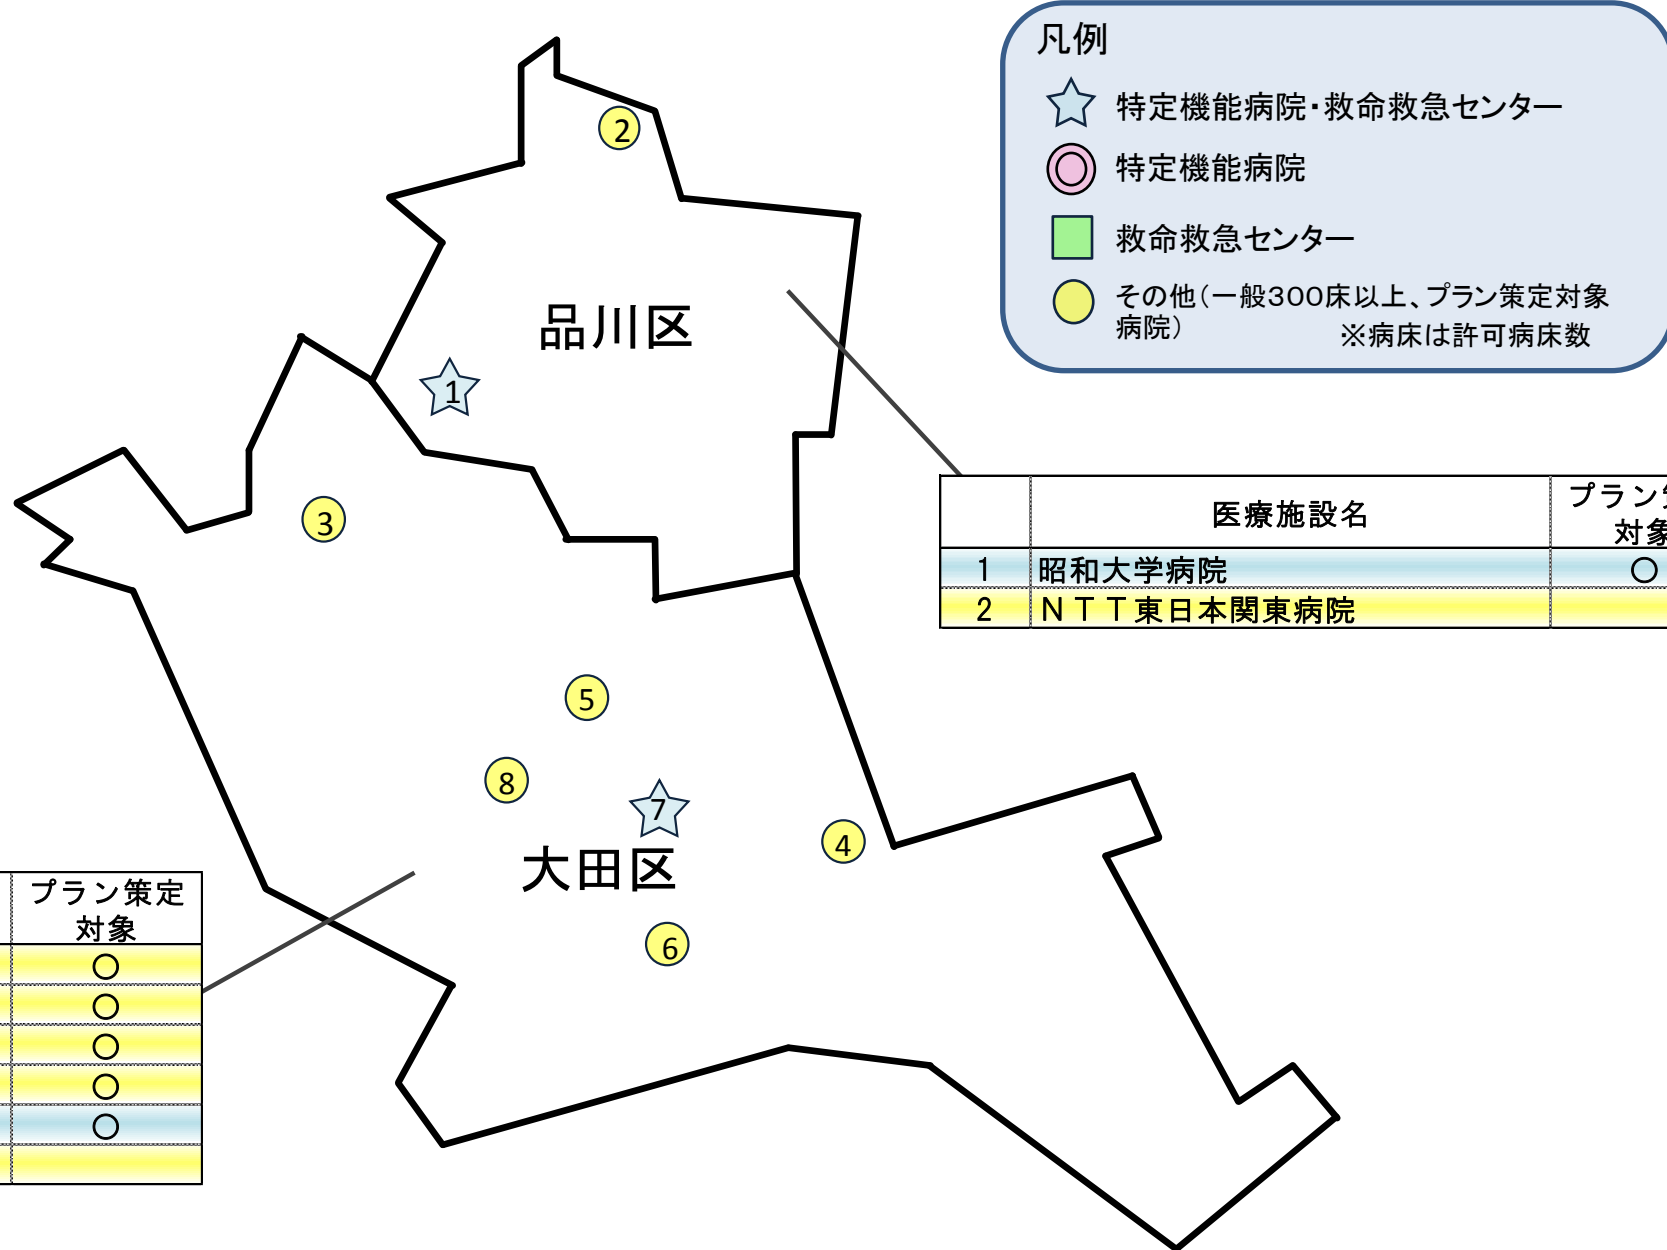 凡例
特定機能病院・救命救急センター
特定機能病院
救命救急センター
その他（一般３００床以上、プラン策定対象
病院）
※病床は許可病床数
2
品川区
1
3
医療施設名
プラン
対象
1 昭和大学病院 ○
2 ＮＴＴ東日本関東病院
5
8
7
4
大田区
6
プラン策定
対象
○
○
○
○
○